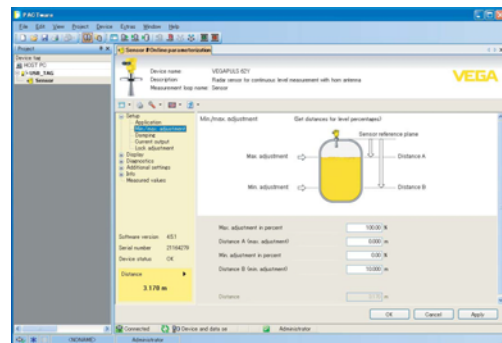 PACTware
File Edit View Project Device Extras Window Help
Project
Sensor # Online parameterization
Device tag
HOST PC
USB_TAG
Sensor
Device name: VEGAPULS 62Y
Description: Radar sensor for continuous level measurement with horn antenna
Measurement loop name: Sensor
VEGA
Setup
Application
Min/max adjustment
Damping
Current output
Lock adjustment
Display
Diagnostics
Additional settings
Info
Measured values
Min/max adjustment (Set distances for level percentages)
Sensor reference plane
Max. adjustment
Distance A
Min. adjustment
Distance B
Max. adjustment in percent 100.00 %
Distance A (max. adjustment) 0.000 m
Min. adjustment in percent 0.00 %
Distance B (min. adjustment) 10.000 m
Distance m
Software version
Serial number 21164279
Device status OK
Distance
3.178 m
OK Cancel Apply
Connected Device and data on Administrator
<NONAME> Administrator